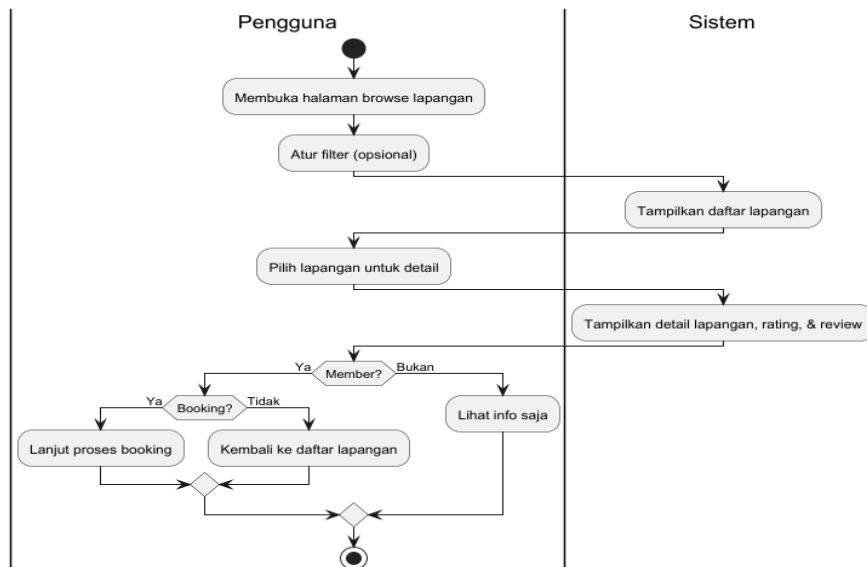 Pengguna
Sistem
Membuka halaman browse lapangan
Atur filter (opsional)
Tampilkan daftar lapangan
Pilih lapangan untuk detail
Tampilkan detail lapangan, rating, & review
Ya
Member?
Bukan
Ya
Booking?
Tidak
Lihat info saja
Lanjut proses booking
Kembali ke daftar lapangan